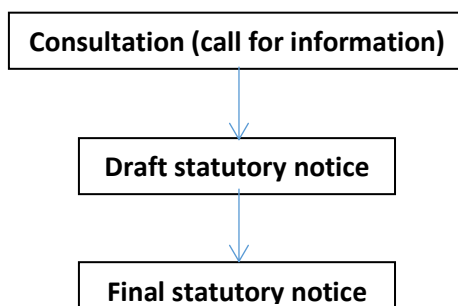 Consultation (call for information)
Draft statutory notice
Final statutory notice